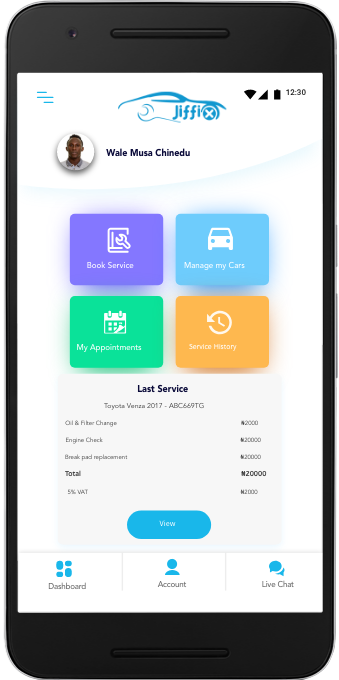 12:30
Jiffix
Wale Musa Chinedu
Book Service
Manage my Cars
My Appointments
Service History
Last Service
Toyota Venza 2017 - ABC669TG
Oil & Filter Change ₦2000
Engine Check ₦20000
Break pad replacement ₦20000
Total ₦20000
5% VAT ₦2000
View
Dashboard
Account
Live Chat